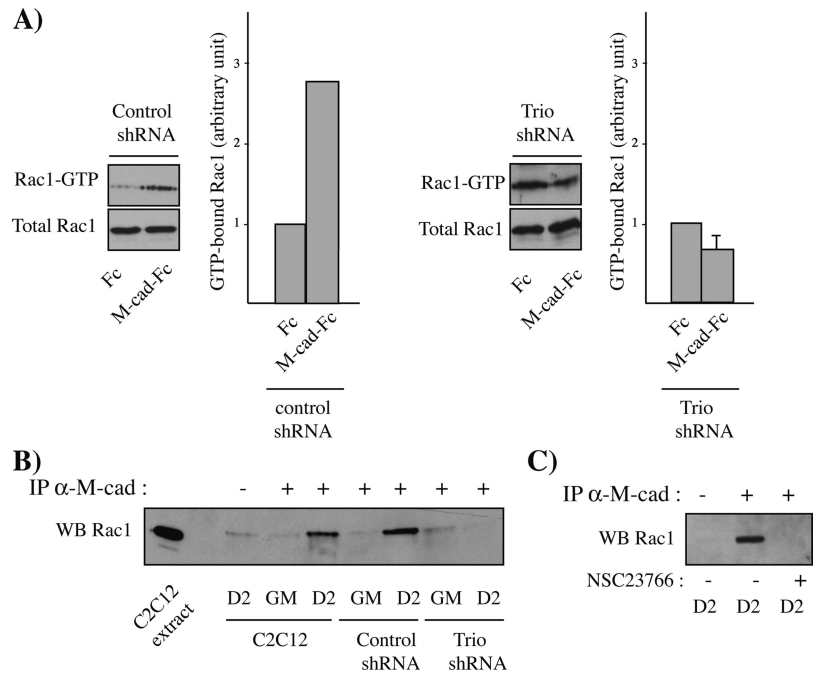 A)
Control
shRNA
Rac1-GTP
Total Rac1
Fc
M-cad-Fc
GTP-bound Rac1 (arbitrary unit)
3
2
1
Fc
M-cad-Fc
control
shRNA
Trio
shRNA
Rac1-GTP
Total Rac1
Fc
M-cad-Fc
GTP-bound Rac1 (arbitrary unit)
3
2
1
Fc
M-cad-Fc
Trio
shRNA
B)
IP α-M-cad : - + + + + + +
WB Rac1
C2C12
extract
D2 GM D2 GM D2 GM D2
C2C12
Control
shRNA
Trio
shRNA
C)
IP α-M-cad : - + +
WB Rac1
NSC23766 : - - +
D2 D2 D2